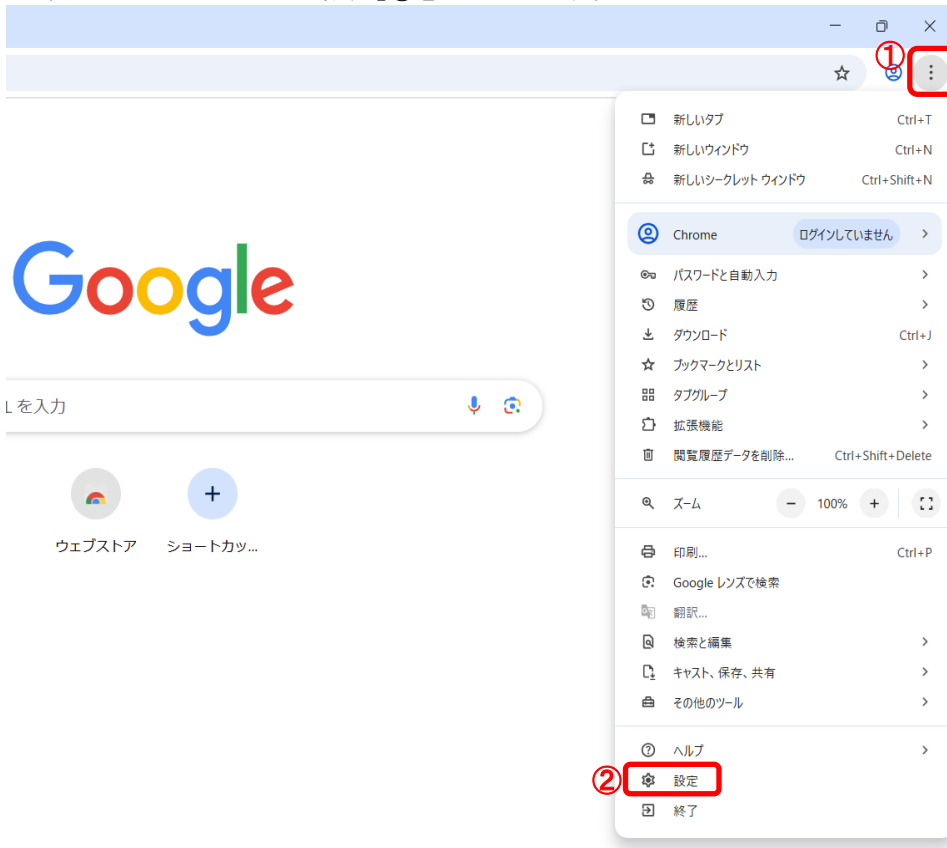 ①
新しいタブ Ctrl+T
新しいウィンドウ Ctrl+N
新しいシークレット ウィンドウ Ctrl+Shift+N
Chrome ログインしていません
Google
パスワードと自動入力
履歴
ダウンロード Ctrl+J
ブックマークとリスト
タブグループ
拡張機能
閲覧履歴データを削除... Ctrl+Shift+Delete
を入力
ズーム − 100% +
ウェブストア ショートカッ...
印刷... Ctrl+P
Google レンズで検索
翻訳...
検索と編集
キャスト、保存、共有
その他のツール
ヘルプ
② 設定
終了